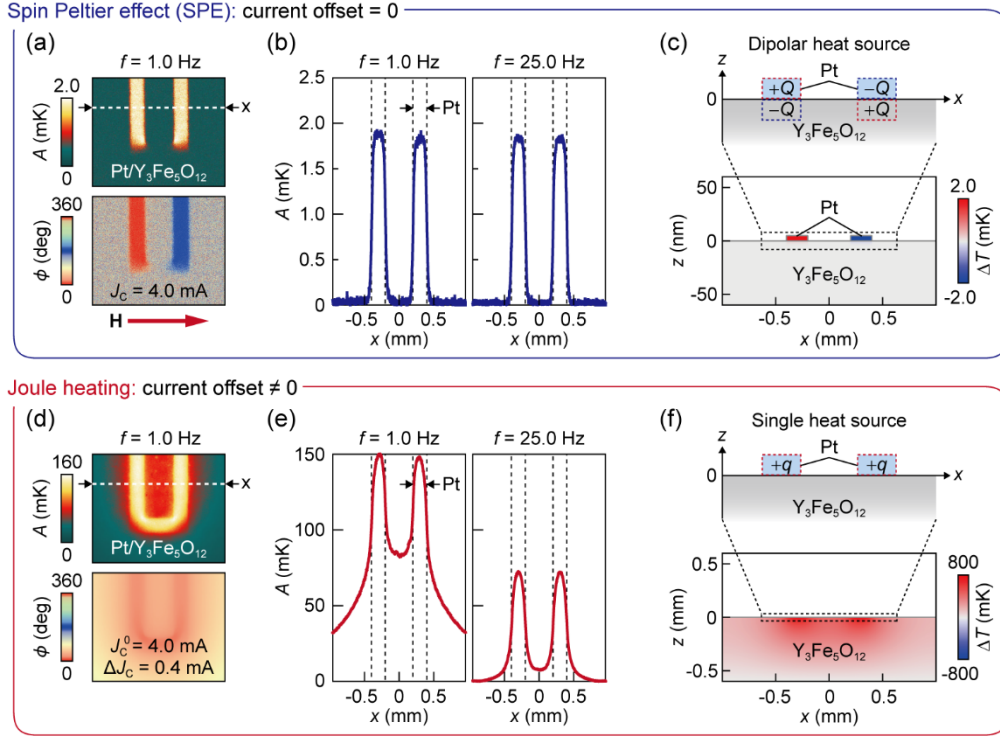 Spin Peltier effect (SPE): current offset = 0
(a)
f = 1.0 Hz
2.0
A (mK)
0
x
Pt/Y₃Fe₅O₁₂
360
ϕ (deg)
0
J_C = 4.0 mA
H
(b)
f = 1.0 Hz
f = 25.0 Hz
Pt
A (mK)
2.5
2.0
1.5
1.0
0.5
0
-0.5 0 0.5
-0.5 0 0.5
x (mm)
x (mm)
(c)
Dipolar heat source
z
Pt
+Q
−Q
0
x
−Q
+Q
Y₃Fe₅O₁₂
50
0
-50
z (nm)
Pt
Y₃Fe₅O₁₂
-0.5 0 0.5
x (mm)
2.0
ΔT (mK)
-2.0
Joule heating: current offset ≠ 0
(d)
f = 1.0 Hz
160
A (mK)
0
x
Pt/Y₃Fe₅O₁₂
360
ϕ (deg)
0
J_C⁰ = 4.0 mA
ΔJ_C = 0.4 mA
(e)
f = 1.0 Hz
f = 25.0 Hz
Pt
A (mK)
150
100
50
0
-0.5 0 0.5
-0.5 0 0.5
x (mm)
x (mm)
(f)
Single heat source
z
Pt
+q
+q
0
x
Y₃Fe₅O₁₂
0.5
0
-0.5
z (mm)
Y₃Fe₅O₁₂
-0.5 0 0.5
x (mm)
800
ΔT (mK)
-800